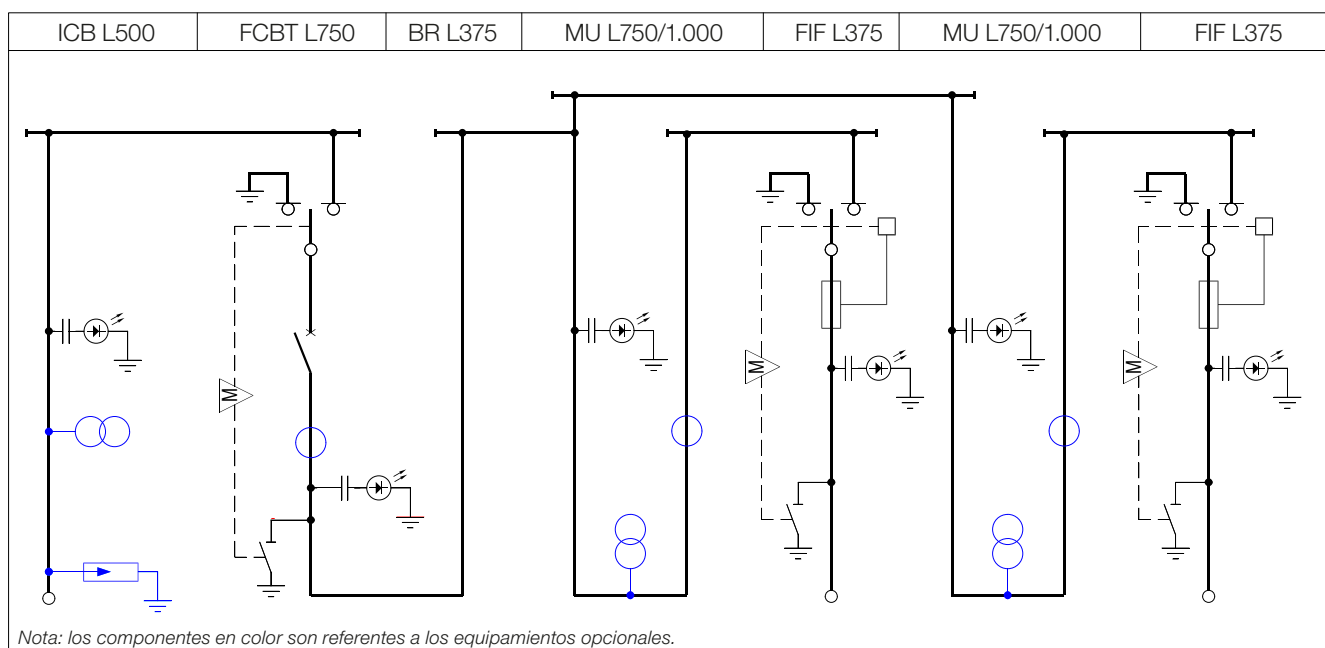 ICB L500
FCBT L750
BR L375
MU L750/1.000
FIF L375
MU L750/1.000
FIF L375
M
M
M
Nota: los componentes en color son referentes a los equipamientos opcionales.